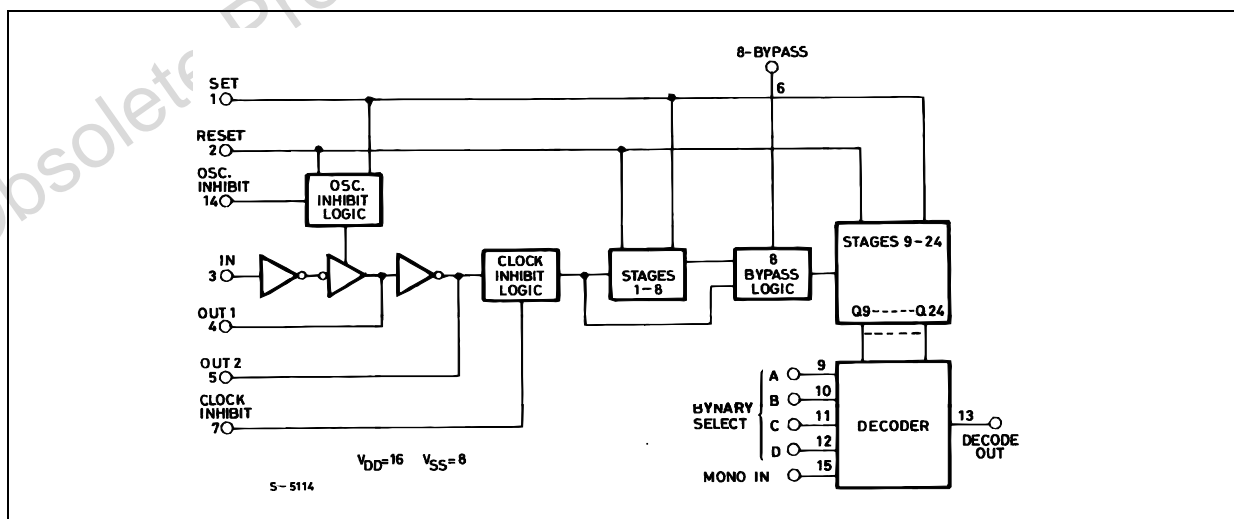 Obsolete Pro
8-BYPASS
6
SET
1
RESET
2
OSC.
INHIBIT
14
OSC.
INHIBIT
LOGIC
IN
3
OUT 1
4
OUT 2
5
CLOCK
INHIBIT
7
CLOCK
INHIBIT
LOGIC
STAGES
1-8
8
BYPASS
LOGIC
STAGES 9-24
Q9-----Q24
BYNARY
SELECT
A 9
B 10
C 11
D 12
MONO IN 15
DECODER
13
DECODE
OUT
VDD=16 VSS=8
S-5114